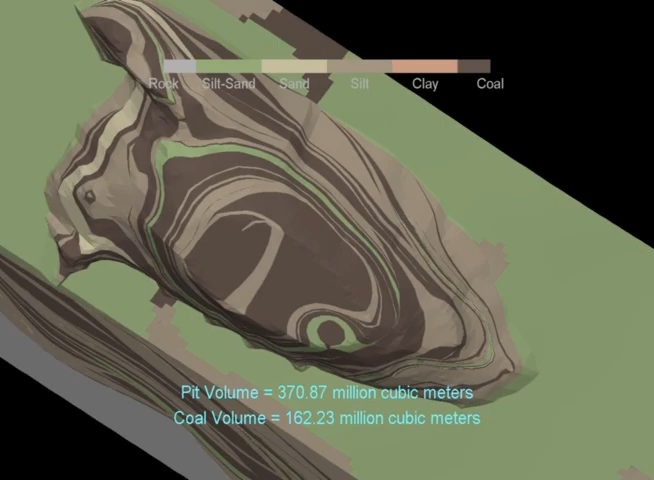 Rock Silt-Sand Sand Silt Clay Coal
Pit Volume = 370.87 million cubic meters
Coal Volume = 162.23 million cubic meters